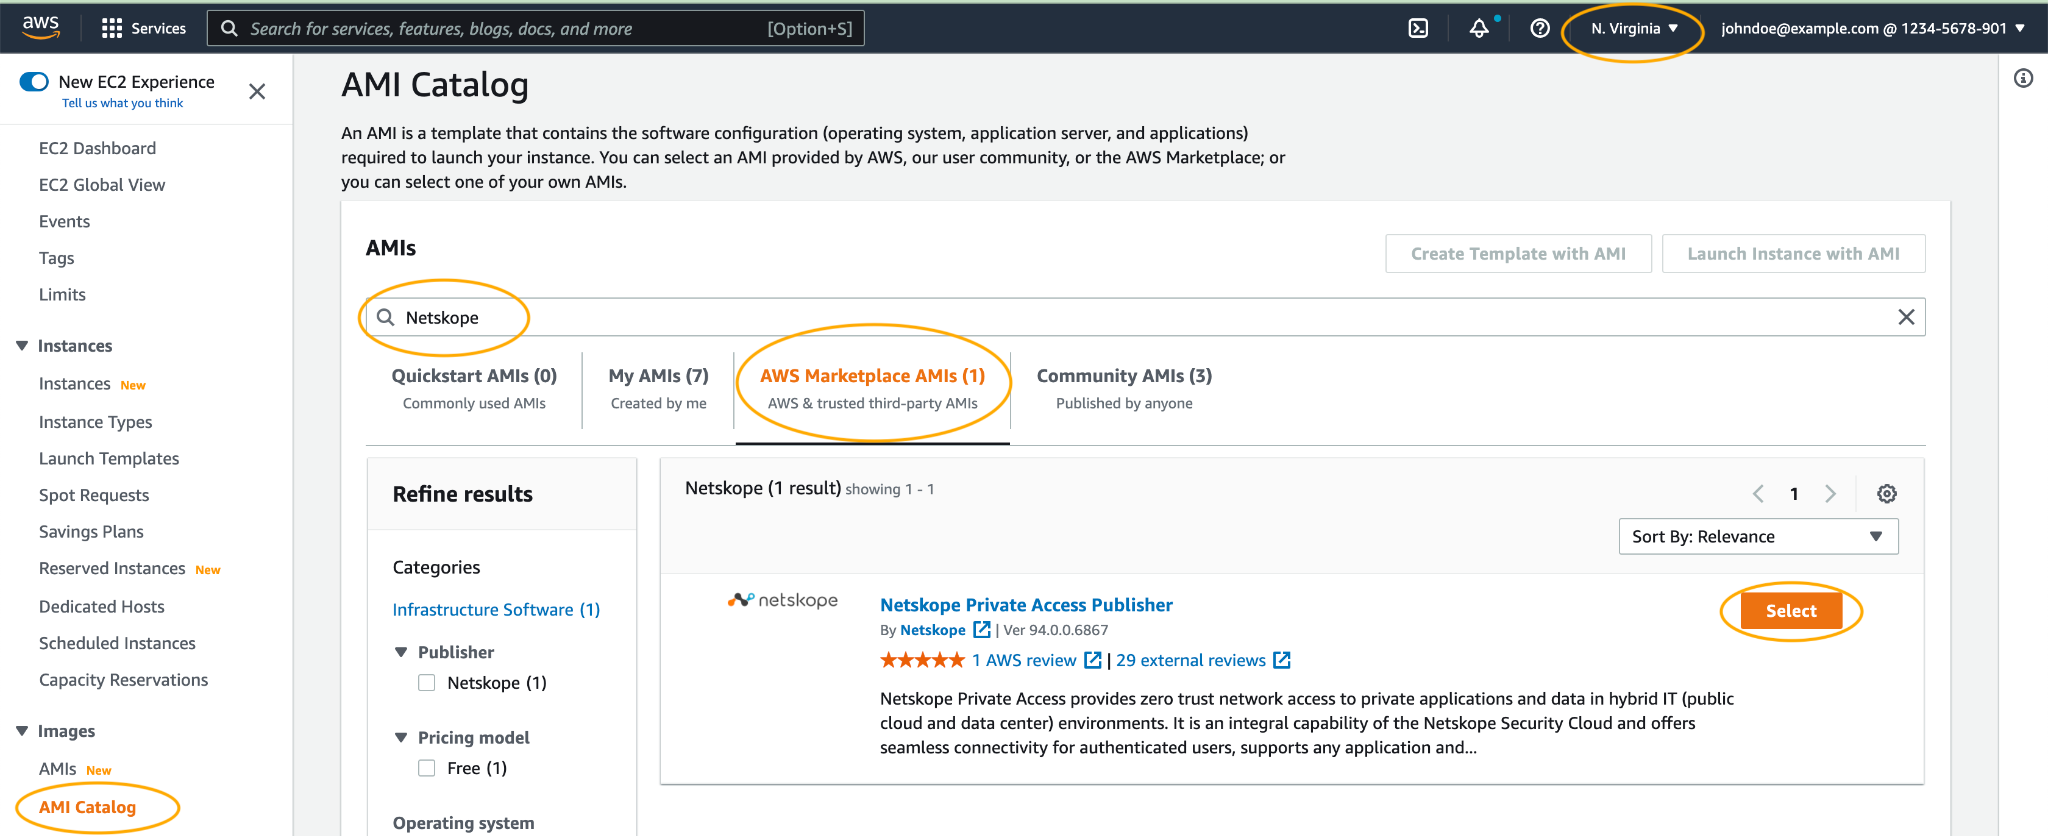 aws
Services
Search for services, features, blogs, docs, and more [Option+S]
N. Virginia
johndoe@example.com @ 1234-5678-901
New EC2 Experience
Tell us what you think
EC2 Dashboard
EC2 Global View
Events
Tags
Limits
Instances
Instances New
Instance Types
Launch Templates
Spot Requests
Savings Plans
Reserved Instances New
Dedicated Hosts
Scheduled Instances
Capacity Reservations
Images
AMIs New
AMI Catalog
AMI Catalog
An AMI is a template that contains the software configuration (operating system, application server, and applications)
required to launch your instance. You can select an AMI provided by AWS, our user community, or the AWS Marketplace; or
you can select one of your own AMIs.
AMIs
Create Template with AMI
Launch Instance with AMI
Netskope
Quickstart AMIs (0)
Commonly used AMIs
My AMIs (7)
Created by me
AWS Marketplace AMIs (1)
AWS & trusted third-party AMIs
Community AMIs (3)
Published by anyone
Refine results
Categories
Infrastructure Software (1)
Publisher
Netskope (1)
Pricing model
Free (1)
Operating system
Netskope (1 result) showing 1 - 1
1
Sort By: Relevance
netskope
Netskope Private Access Publisher
By Netskope | Ver 94.0.0.6867
1 AWS review | 29 external reviews
Netskope Private Access provides zero trust network access to private applications and data in hybrid IT (public
cloud and data center) environments. It is an integral capability of the Netskope Security Cloud and offers
seamless connectivity for authenticated users, supports any application and...
Select